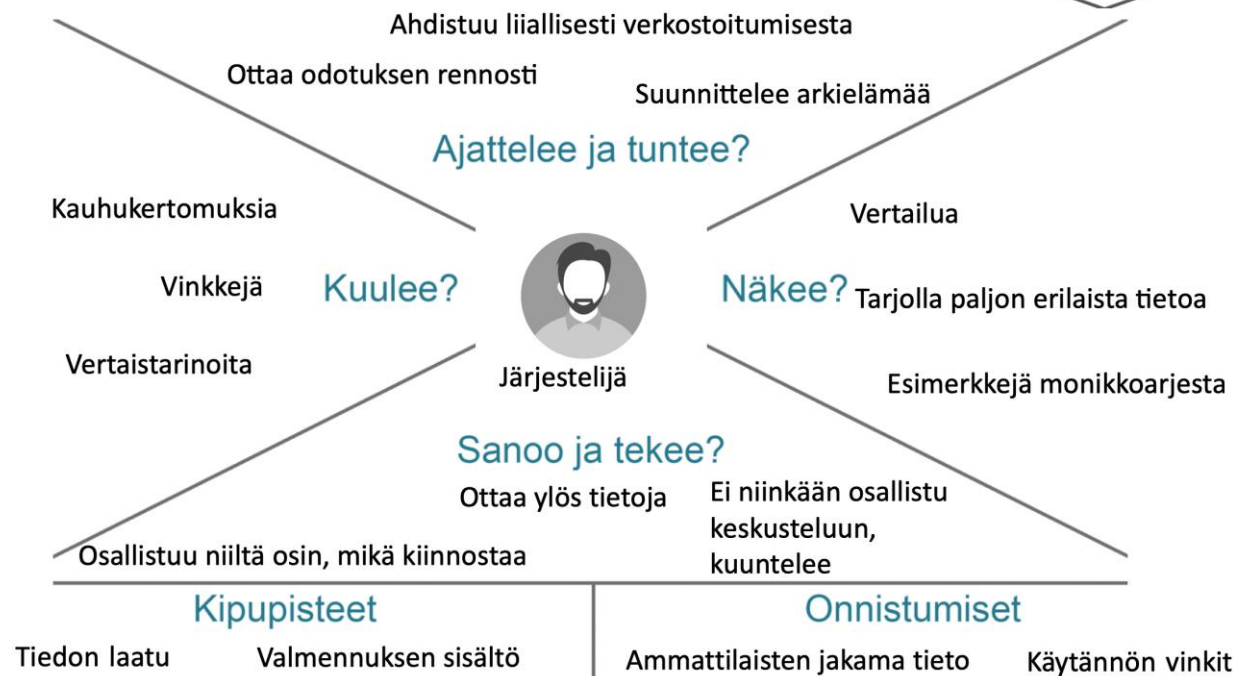 Ahdistuu liiallisesti verkostoitumisesta
Ottaa odotuksen rennosti
Suunnittelee arkielämää
Ajattelee ja tuntee?
Kauhukertomuksia
Vinkkejä
Vertaistarinoita
Kuulee?
Järjestelijä
Näkee?
Vertailua
Tarjolla paljon erilaista tietoa
Esimerkkejä monikkoarjesta
Sanoo ja tekee?
Ottaa ylös tietoja
Ei niinkään osallistu
keskusteluun,
kuuntelee
Osallistuu niiltä osin, mikä kiinnostaa
Kipupisteet
Tiedon laatu
Valmennuksen sisältö
Onnistumiset
Ammattilaisten jakama tieto
Käytännön vinkit